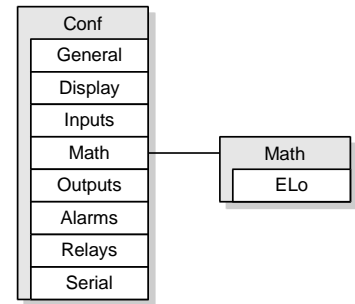 Conf
General
Display
Inputs
Math
Outputs
Alarms
Relays
Serial
Math
ELo